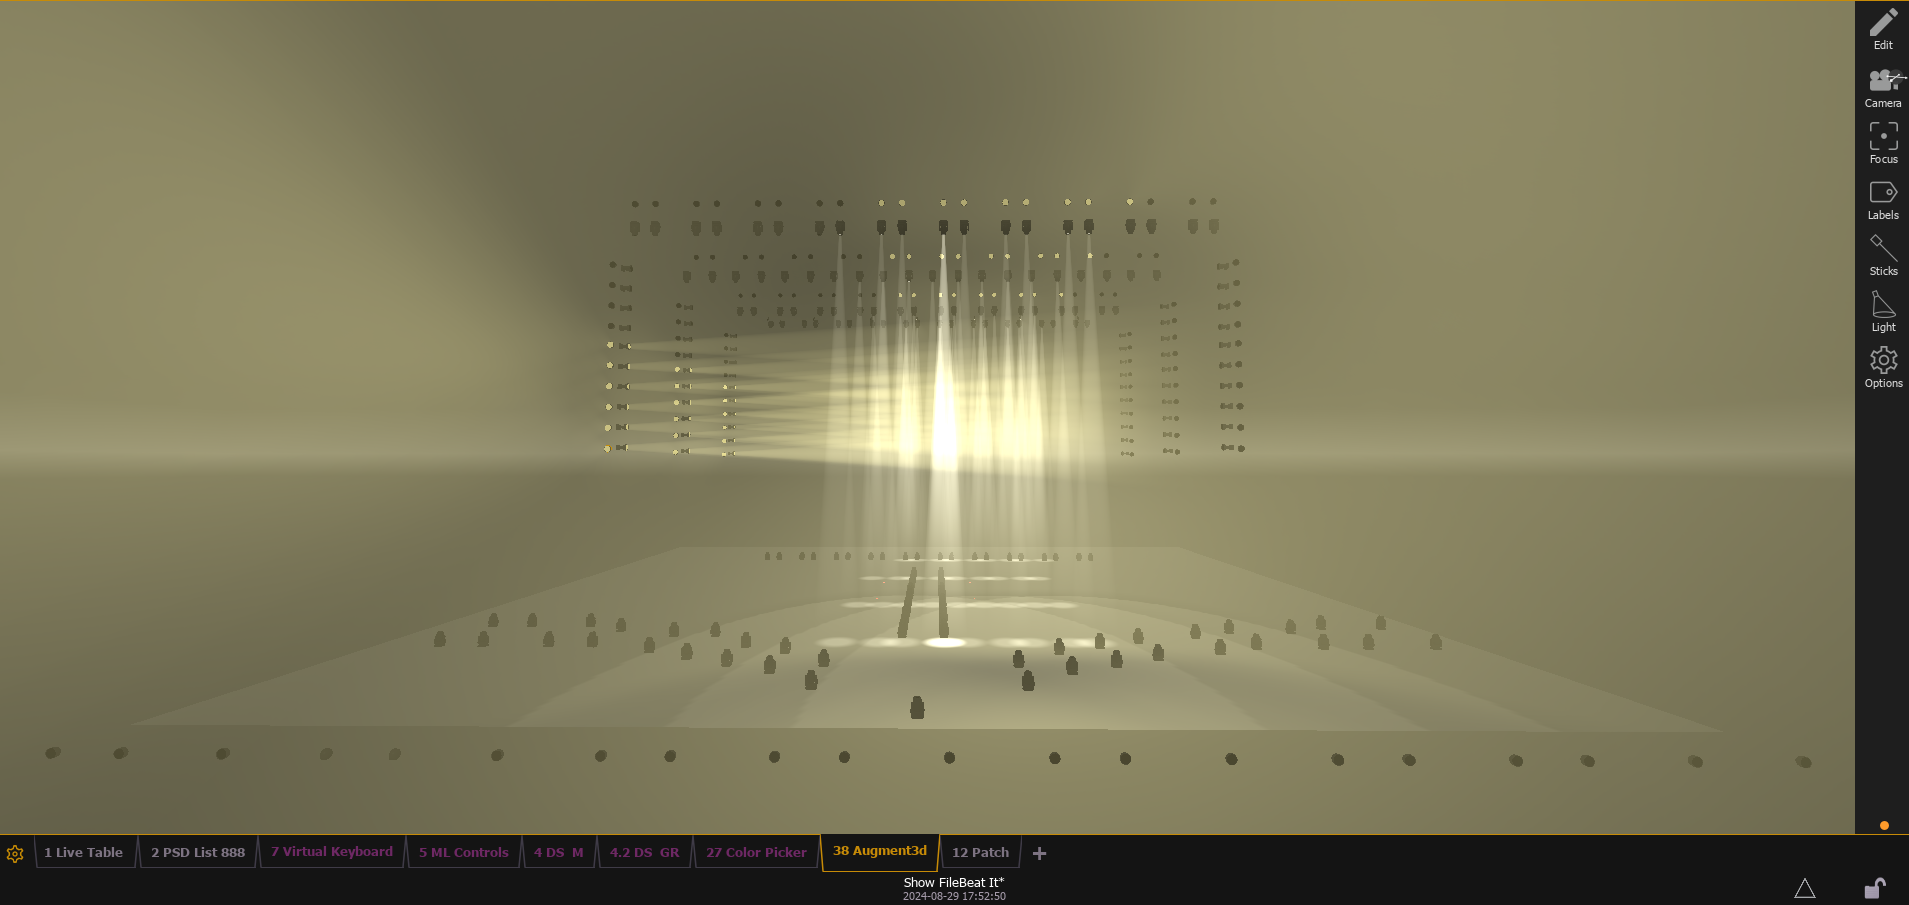 Edit
Camera
Focus
Labels
Sticks
Light
Options
1 Live Table
2 PSD List 888
7 Virtual Keyboard
5 ML Controls
4 DS  M
4.2 DS  GR
27 Color Picker
38 Augment3d
12 Patch
Show FileBeat It*
2024-08-29 17:52:50